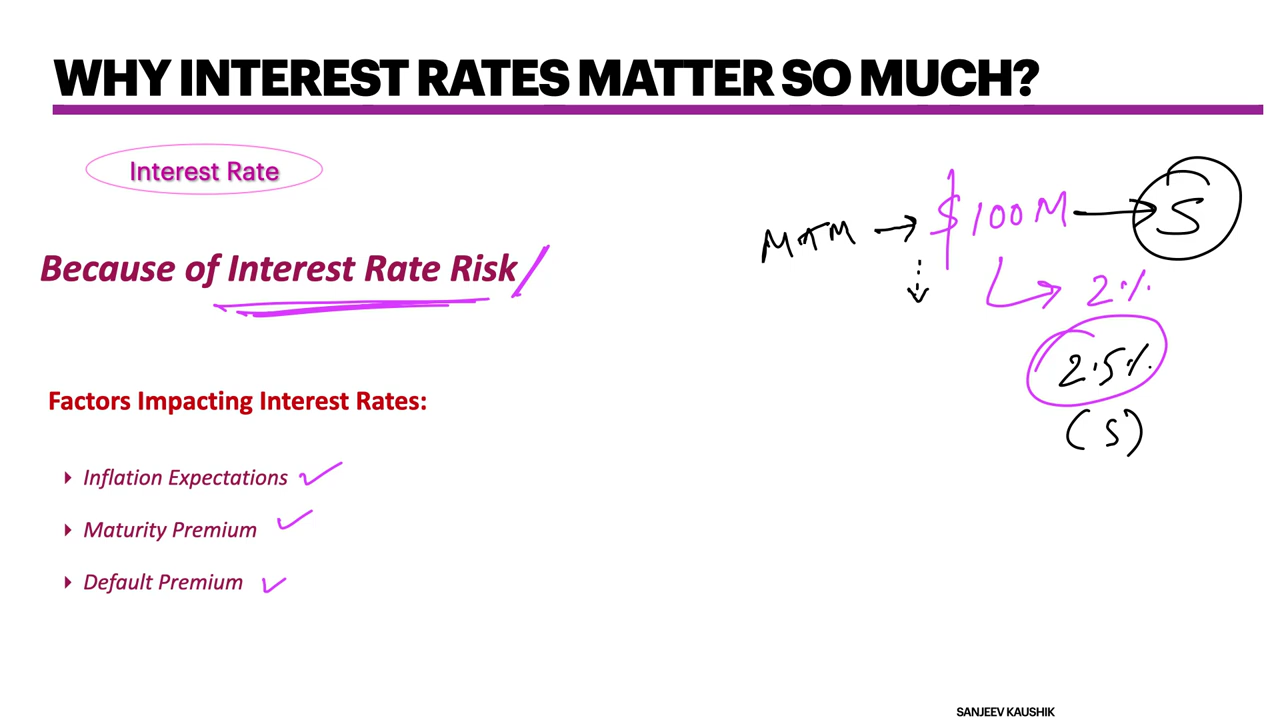 WHY INTEREST RATES MATTER SO MUCH?
Interest Rate
Because of Interest Rate Risk
MTM → $100M → S
2%
2.5%
(S)
Factors Impacting Interest Rates:
Inflation Expectations
Maturity Premium
Default Premium
SANJEEV KAUSHIK